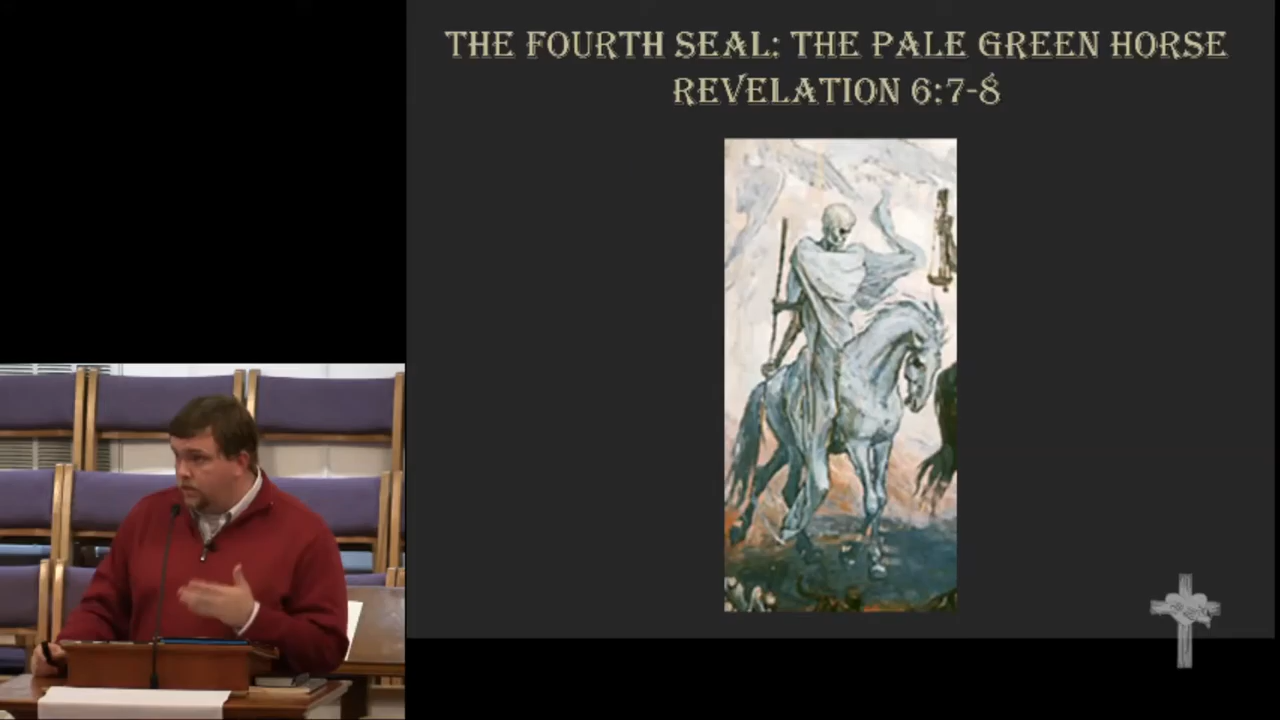 THE FOURTH SEAL: THE PALE GREEN HORSE
REVELATION 6:7-8